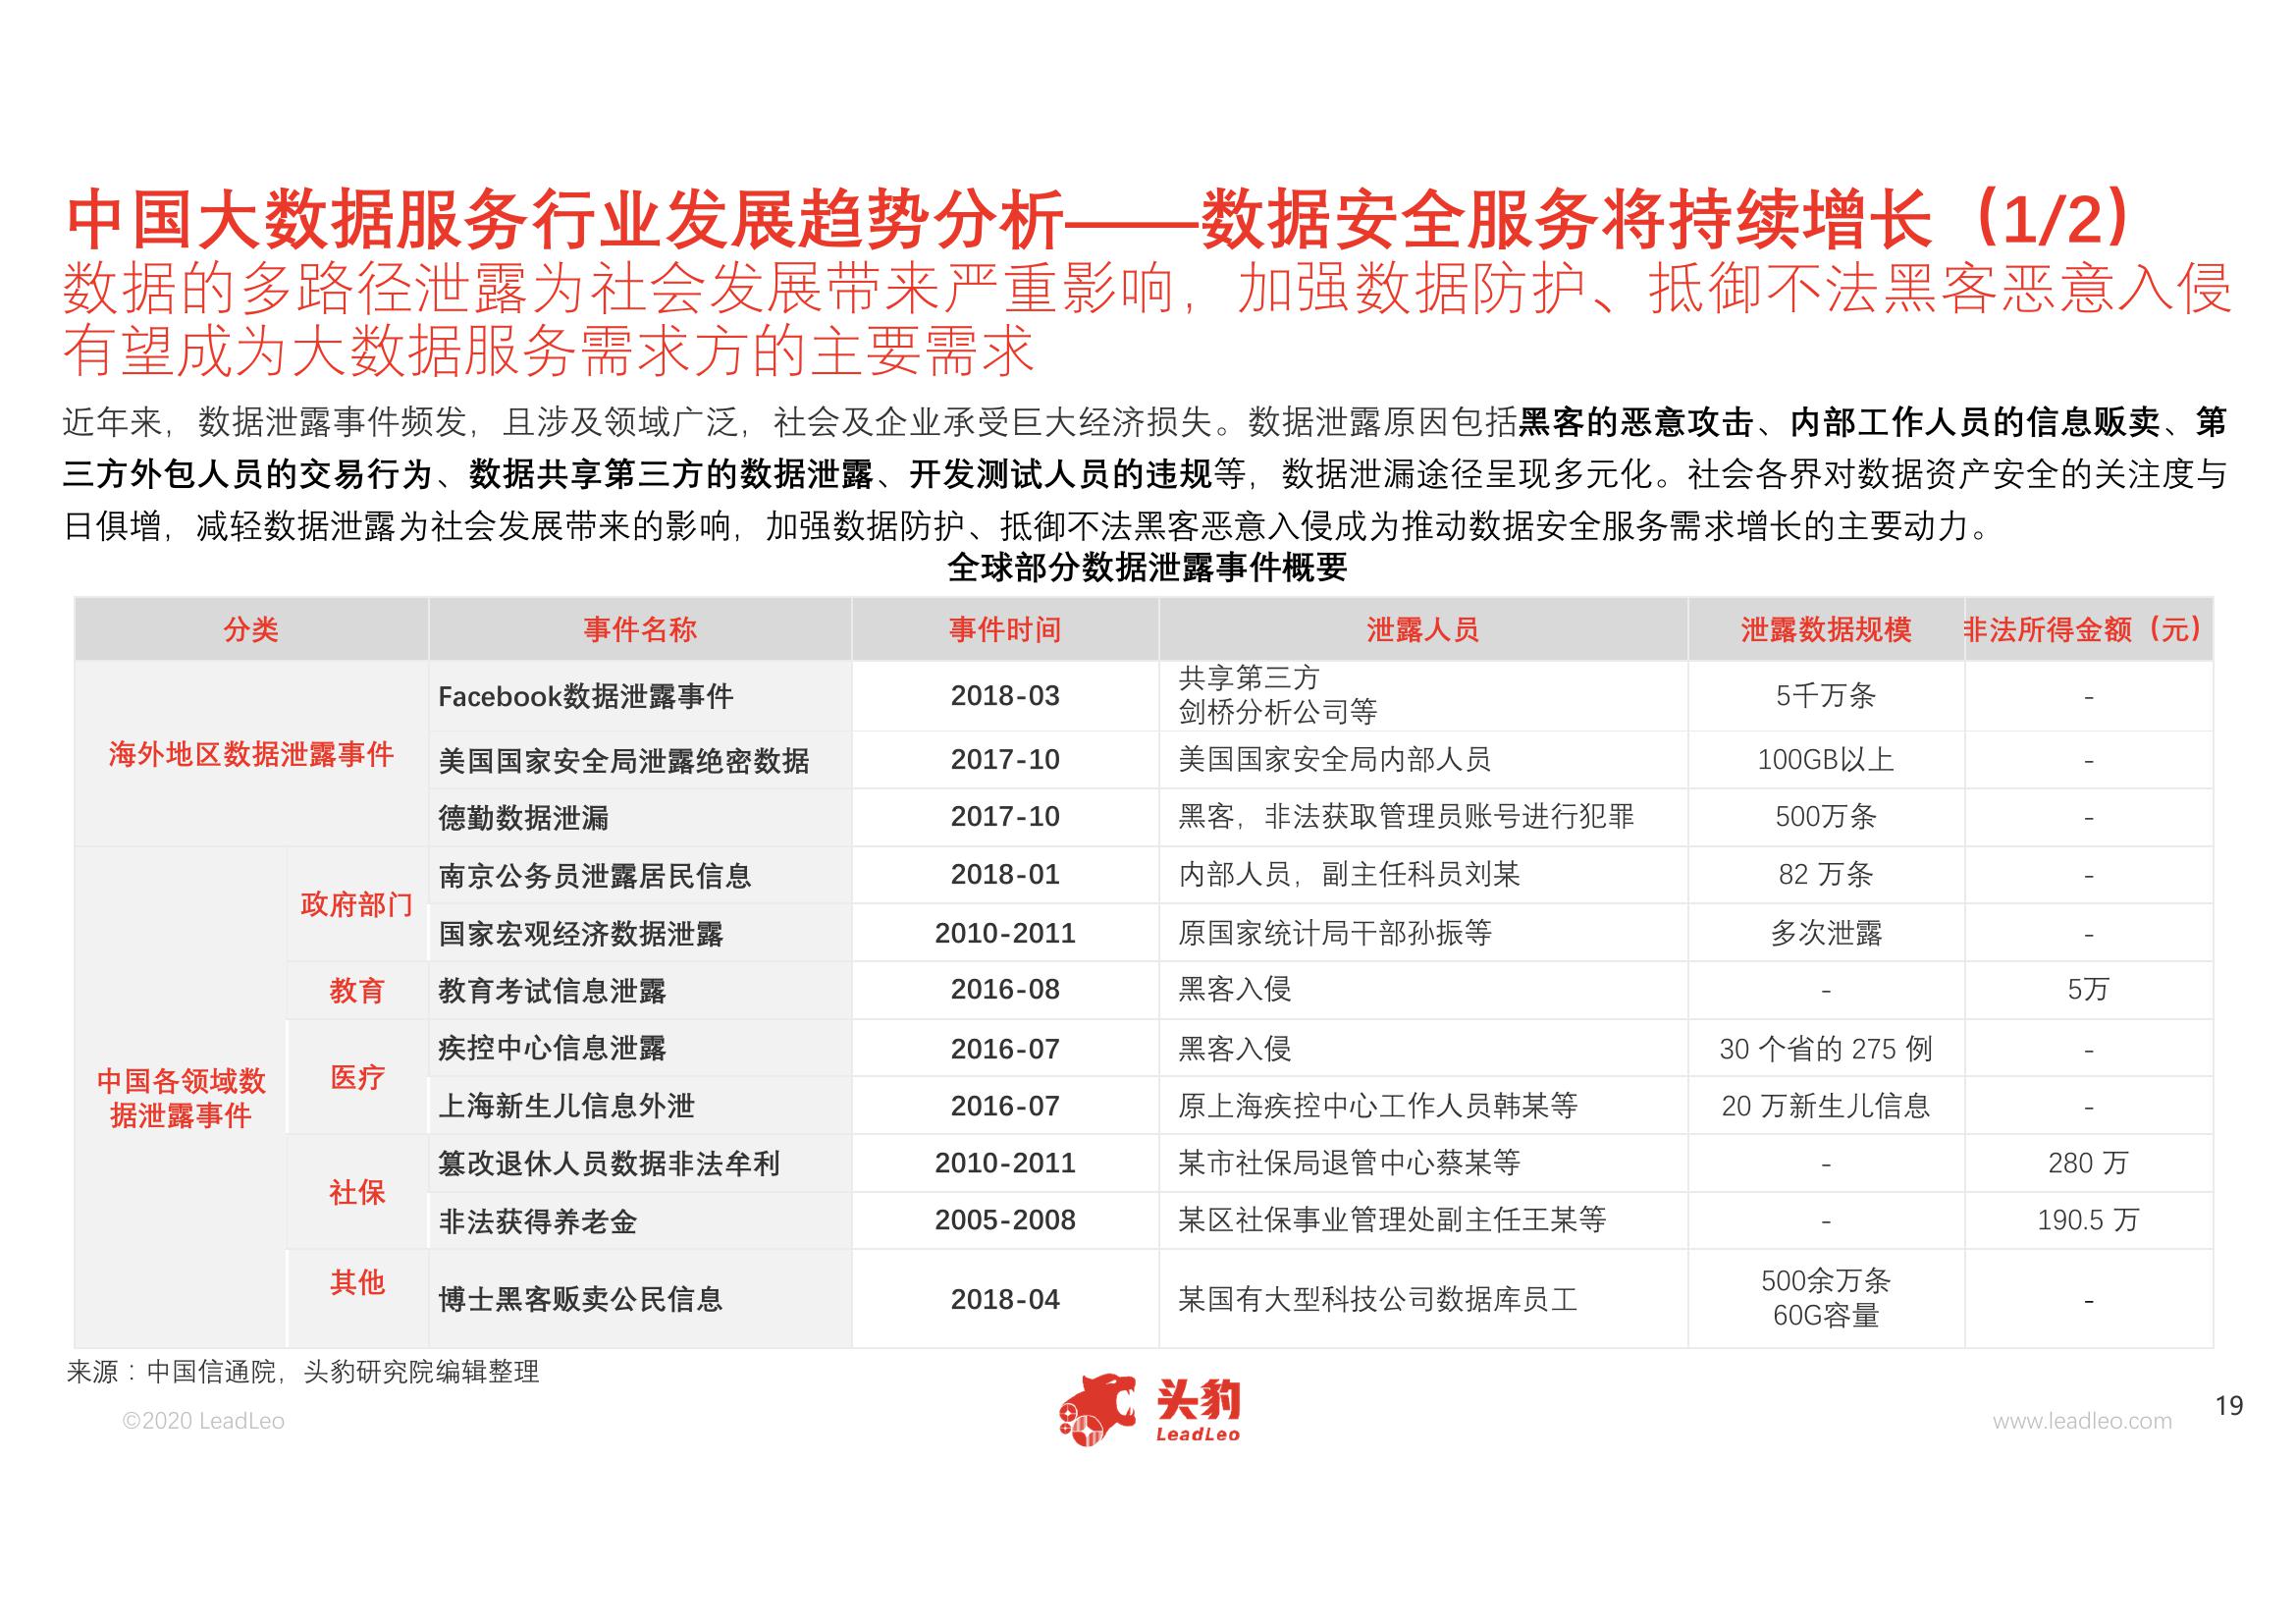 中国大数据服务行业发展趋势分析——数据安全服务将持续增长（1/2）
数据的多路径泄露为社会发展带来严重影响，加强数据防护、抵御不法黑客恶意入侵
有望成为大数据服务需求方的主要需求
近年来，数据泄露事件频发，且涉及领域广泛，社会及企业承受巨大经济损失。数据泄露原因包括黑客的恶意攻击、内部工作人员的信息贩卖、第
三方外包人员的交易行为、数据共享第三方的数据泄露、开发测试人员的违规等，数据泄漏途径呈现多元化。社会各界对数据资产安全的关注度与
日俱增，减轻数据泄露为社会发展带来的影响，加强数据防护、抵御不法黑客恶意入侵成为推动数据安全服务需求增长的主要动力。
全球部分数据泄露事件概要
分类 事件名称 事件时间 泄露人员 泄露数据规模 非法所得金额（元）
海外地区数据泄露事件
Facebook数据泄露事件 2018-03 共享第三方
剑桥分析公司等 5千万条 -
美国国家安全局泄露绝密数据 2017-10 美国国家安全局内部人员 100GB以上 -
德勤数据泄漏 2017-10 黑客，非法获取管理员账号进行犯罪 500万条 -
中国各领域数
据泄露事件
政府部门
南京公务员泄露居民信息 2018-01 内部人员，副主任科员刘某 82 万条 -
国家宏观经济数据泄露 2010-2011 原国家统计局干部孙振等 多次泄露 -
教育 教育考试信息泄露 2016-08 黑客入侵 - 5万
医疗
疾控中心信息泄露 2016-07 黑客入侵 30 个省的 275 例 -
上海新生儿信息外泄 2016-07 原上海疾控中心工作人员韩某等 20 万新生儿信息 -
社保
篡改退休人员数据非法牟利 2010-2011 某市社保局退管中心蔡某等 - 280 万
非法获得养老金 2005-2008 某区社保事业管理处副主任王某等 - 190.5 万
其他
博士黑客贩卖公民信息 2018-04 某国有大型科技公司数据库员工 500余万条
60G容量 -
来源：中国信通院，头豹研究院编辑整理
©2020 LeadLeo
头豹
LeadLeo
www.leadleo.com
19